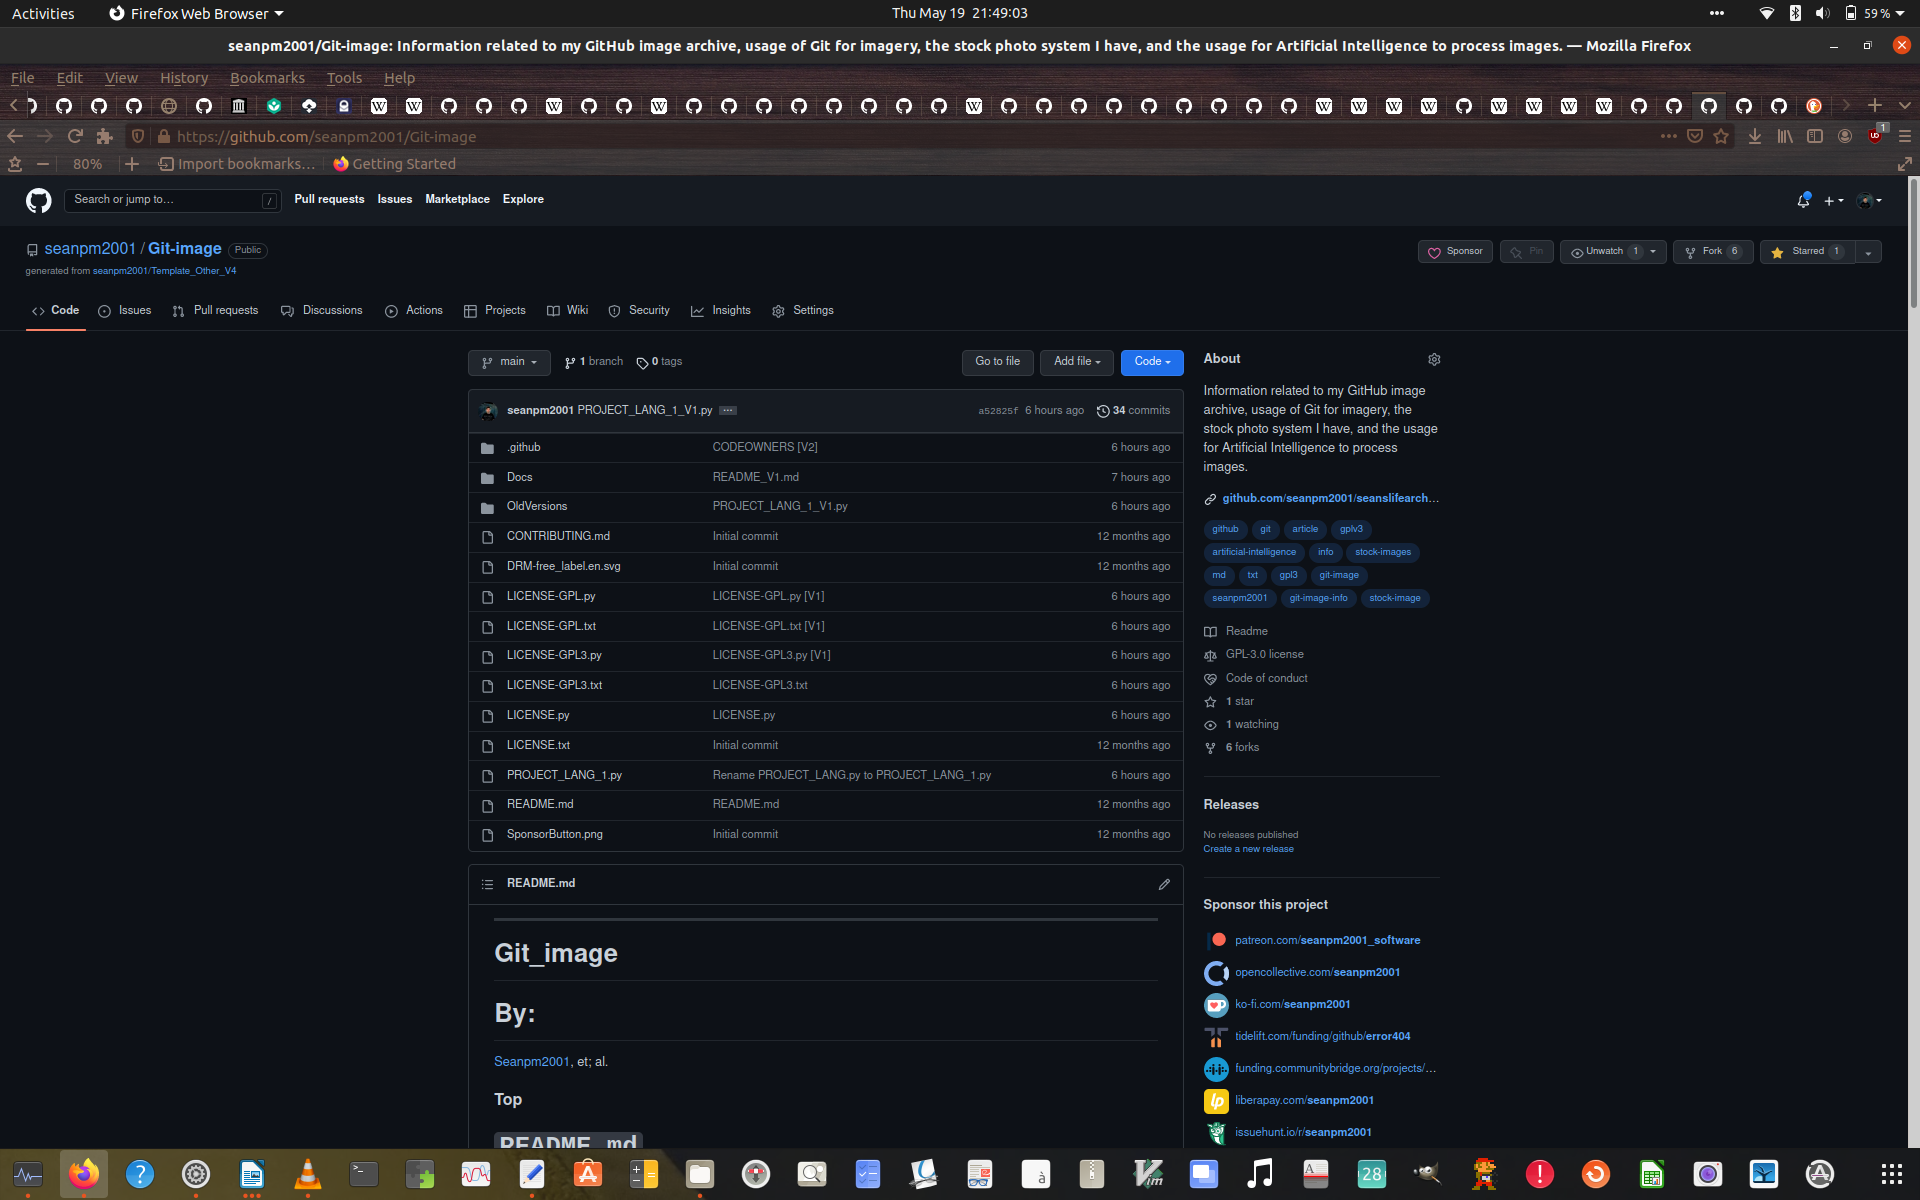 Activities
Firefox Web Browser
Thu May 19 21:49:03
59 %
seanpm2001/Git-image: Information related to my GitHub image archive, usage of Git for imagery, the stock photo system I have, and the usage for Artificial Intelligence to process images. — Mozilla Firefox
File Edit View History Bookmarks Tools Help
https://github.com/seanpm2001/Git-image
1
80%
Import bookmarks...
Getting Started
Search or jump to...
/
Pull requests
Issues
Marketplace
Explore
seanpm2001 / Git-image
Public
generated from seanpm2001/Template_Other_V4
Sponsor
Pin
Unwatch 1
Fork 6
Starred 1
Code
Issues
Pull requests
Discussions
Actions
Projects
Wiki
Security
Insights
Settings
main
1 branch
0 tags
Go to file
Add file
Code
seanpm2001 PROJECT_LANG_1_V1.py
a52825f 6 hours ago
34 commits
.github CODEOWNERS [V2] 6 hours ago
Docs README_V1.md 7 hours ago
OldVersions PROJECT_LANG_1_V1.py 6 hours ago
CONTRIBUTING.md Initial commit 12 months ago
DRM-free_label.en.svg Initial commit 12 months ago
LICENSE-GPL.py LICENSE-GPL.py [V1] 6 hours ago
LICENSE-GPL.txt LICENSE-GPL.txt [V1] 6 hours ago
LICENSE-GPL3.py LICENSE-GPL3.py [V1] 6 hours ago
LICENSE-GPL3.txt LICENSE-GPL3.txt 6 hours ago
LICENSE.py LICENSE.py 6 hours ago
LICENSE.txt Initial commit 12 months ago
PROJECT_LANG_1.py Rename PROJECT_LANG.py to PROJECT_LANG_1.py 6 hours ago
README.md README.md 12 months ago
SponsorButton.png Initial commit 12 months ago
README.md
Git_image
By:
Seanpm2001, et; al.
Top
README.md
About
Information related to my GitHub image
archive, usage of Git for imagery, the
stock photo system I have, and the usage
for Artificial Intelligence to process
images.
github.com/seanpm2001/seanslifearch...
github git article gplv3
artificial-intelligence info stock-images
md txt gpl3 git-image
seanpm2001 git-image-info stock-image
Readme
GPL-3.0 license
Code of conduct
1 star
1 watching
6 forks
Releases
No releases published
Create a new release
Sponsor this project
patreon.com/seanpm2001_software
opencollective.com/seanpm2001
ko-fi.com/seanpm2001
tidelift.com/funding/github/error404
funding.communitybridge.org/projects/...
liberapay.com/seanpm2001
issuehunt.io/r/seanpm2001
28